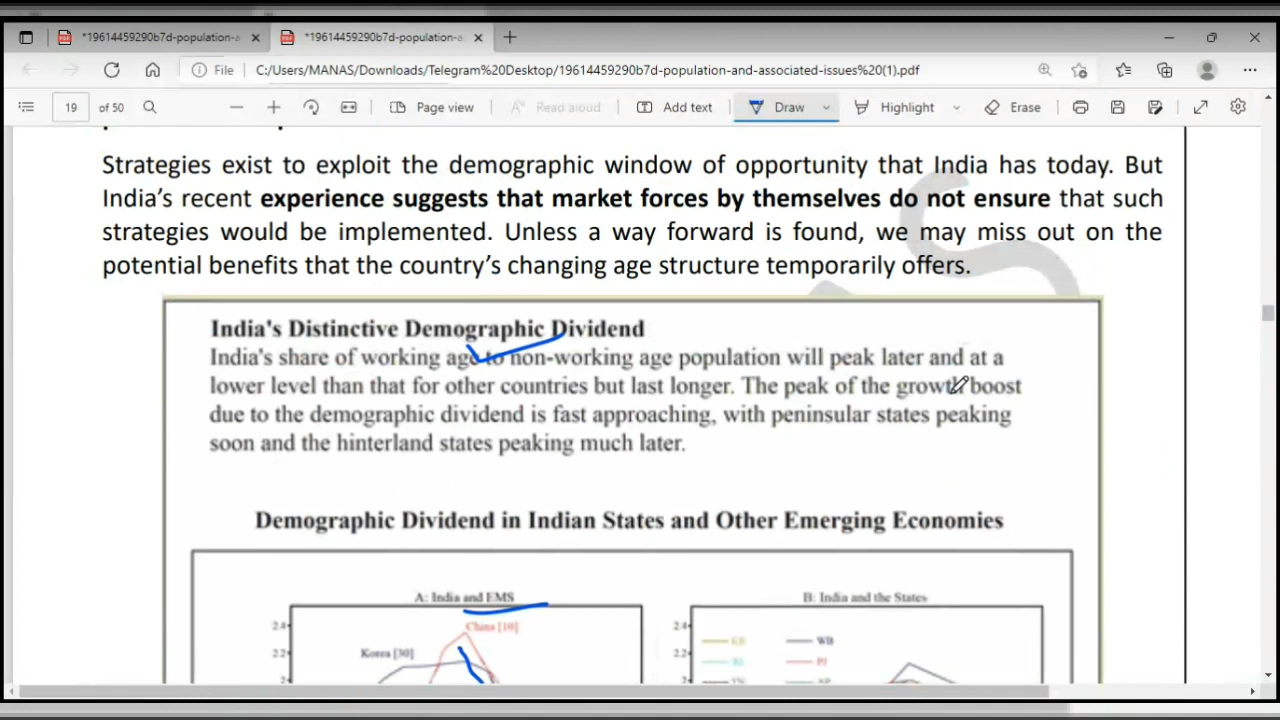 *19614459290b7d-population-a
*19614459290b7d-population-a
File C:/Users/MANAS/Downloads/Telegram%20Desktop/19614459290b7d-population-and-associated-issues%20(1).pdf
19 of 50 Page view Read aloud Add text Draw Highlight Erase
Strategies exist to exploit the demographic window of opportunity that India has today. But
India's recent experience suggests that market forces by themselves do not ensure that such
strategies would be implemented. Unless a way forward is found, we may miss out on the
potential benefits that the country's changing age structure temporarily offers.
India's Distinctive Demographic Dividend
India's share of working age to non-working age population will peak later and at a
lower level than that for other countries but last longer. The peak of the growth boost
due to the demographic dividend is fast approaching, with peninsular states peaking
soon and the hinterland states peaking much later.
Demographic Dividend in Indian States and Other Emerging Economies
A: India and EMS
B: India and the States
2.4
China [10]
2.4
WB
2.2
Korea [30]
2.2
PJ
2
2